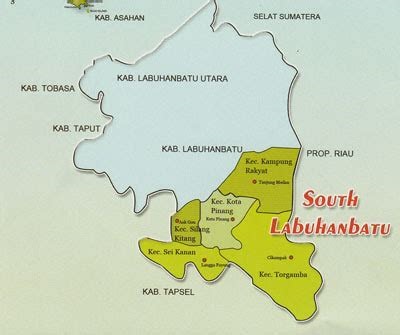 S
KAB. ASAHAN
SELAT SUMATERA
KAB. LABUHANBATU UTARA
KAB. TOBASA
KAB. TAPUT
KAB. LABUHANBATU
PROP. RIAU
Kec. Kampung
Rakyat
Tanjung Medan
SOUTH
LABUHANBATU
Kec. Kota
Pinang
Kota Pinang
Kec. Silang
Kitang
Kec. Sei Kanan
Langga Payung
Cikampak
Kec. Torgamba
KAB. TAPSEL